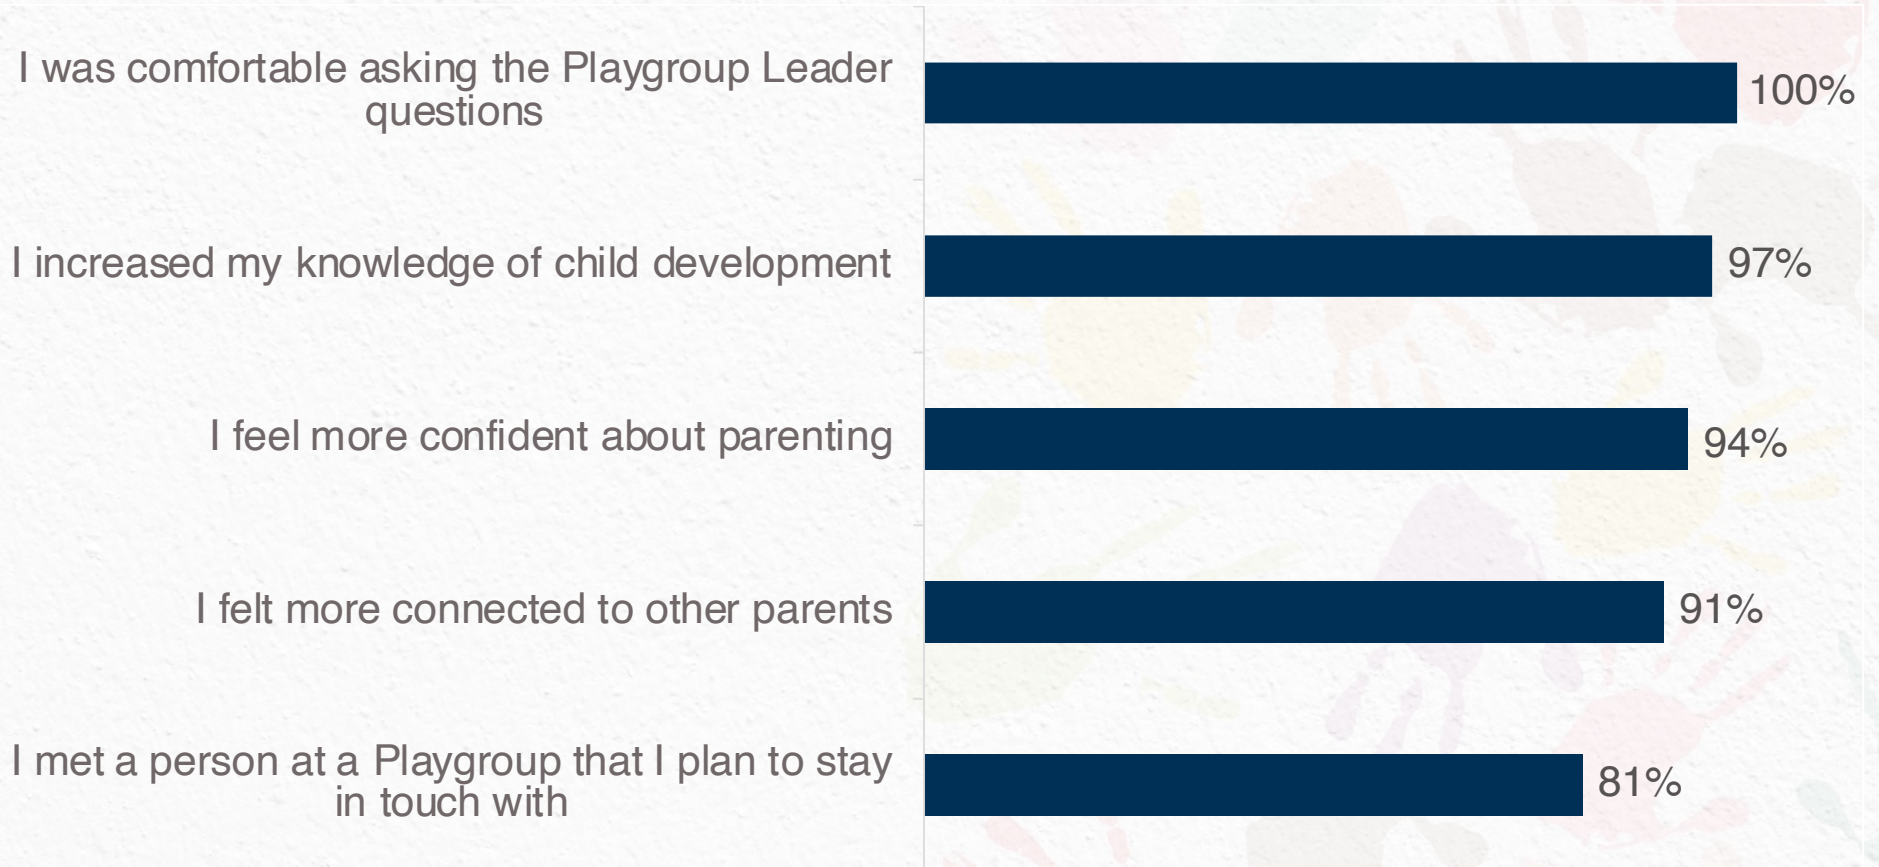 I was comfortable asking the Playgroup Leader
questions
100%
I increased my knowledge of child development
97%
I feel more confident about parenting
94%
I felt more connected to other parents
91%
I met a person at a Playgroup that I plan to stay
in touch with
81%